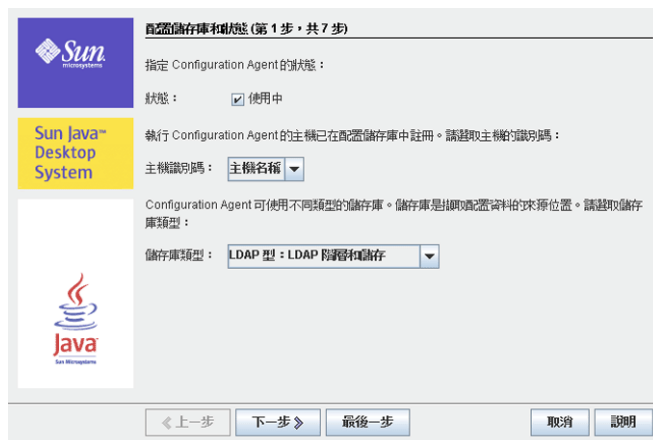 配置儲存庫和狀態 (第 1 步，共 7 步)
Sun
microsystems
指定 Configuration Agent 的狀態：
狀態： 使用中
Sun Java™
Desktop
System
執行 Configuration Agent 的主機已在配置儲存庫中註冊。請選取主機的識別碼：
主機識別碼： 主機名稱
Configuration Agent 可使用不同類型的儲存庫。儲存庫是擷取配置資料的來源位置。請選取儲存
庫類型：
儲存庫類型： LDAP 型：LDAP 階層和儲存
Java
Sun Microsystems
《上一步 下一步》 最後一步 取消 說明